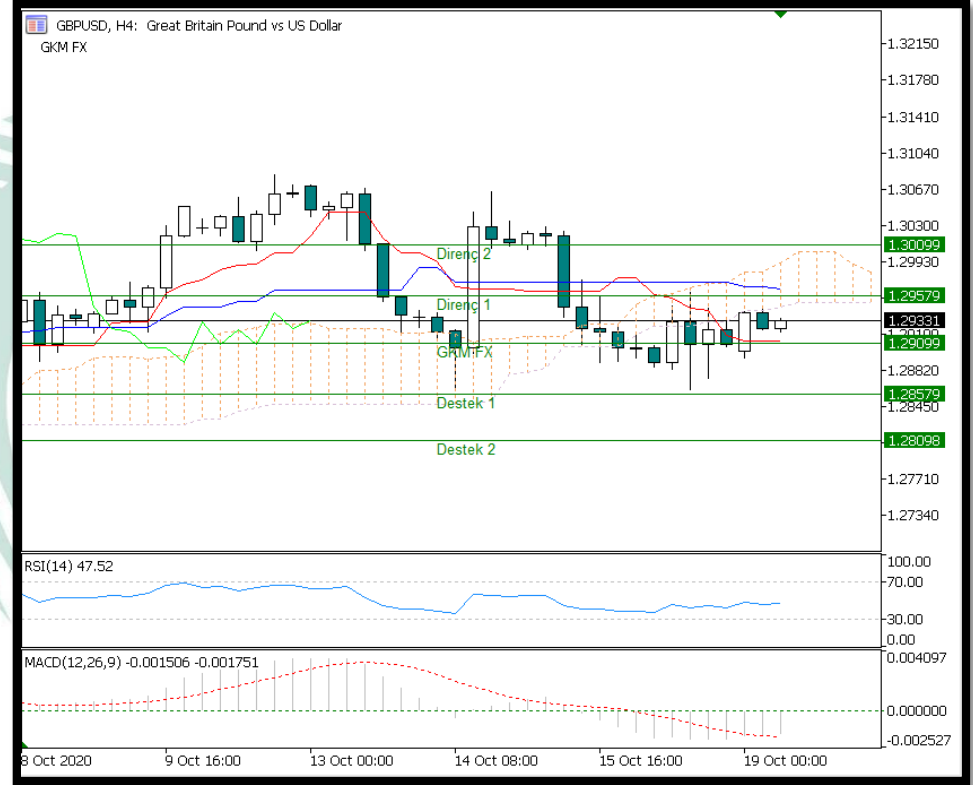 GBPUSD, H4: Great Britain Pound vs US Dollar
GKM FX
1.32150
1.31780
1.31410
1.31040
1.30670
1.30300
1.30099
Direnç 2
1.29930
1.29579
Direnç 1
1.29331
1.29190
1.29099
GKM FX
1.28820
1.28579
Destek 1
1.28450
1.28098
Destek 2
1.27710
1.27340
RSI(14) 47.52
100.00
70.00
30.00
0.00
MACD(12,26,9) -0.001506 -0.001751
0.004097
0.000000
-0.002527
8 Oct 2020
9 Oct 16:00
13 Oct 00:00
14 Oct 08:00
15 Oct 16:00
19 Oct 00:00